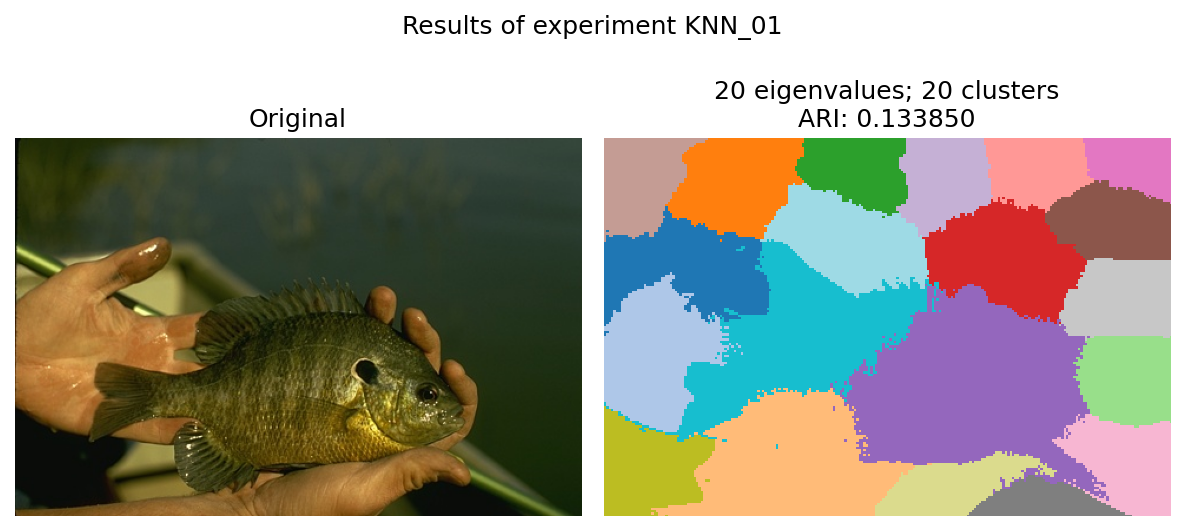 Results of experiment KNN_01
Original
20 eigenvalues; 20 clusters
ARI: 0.133850